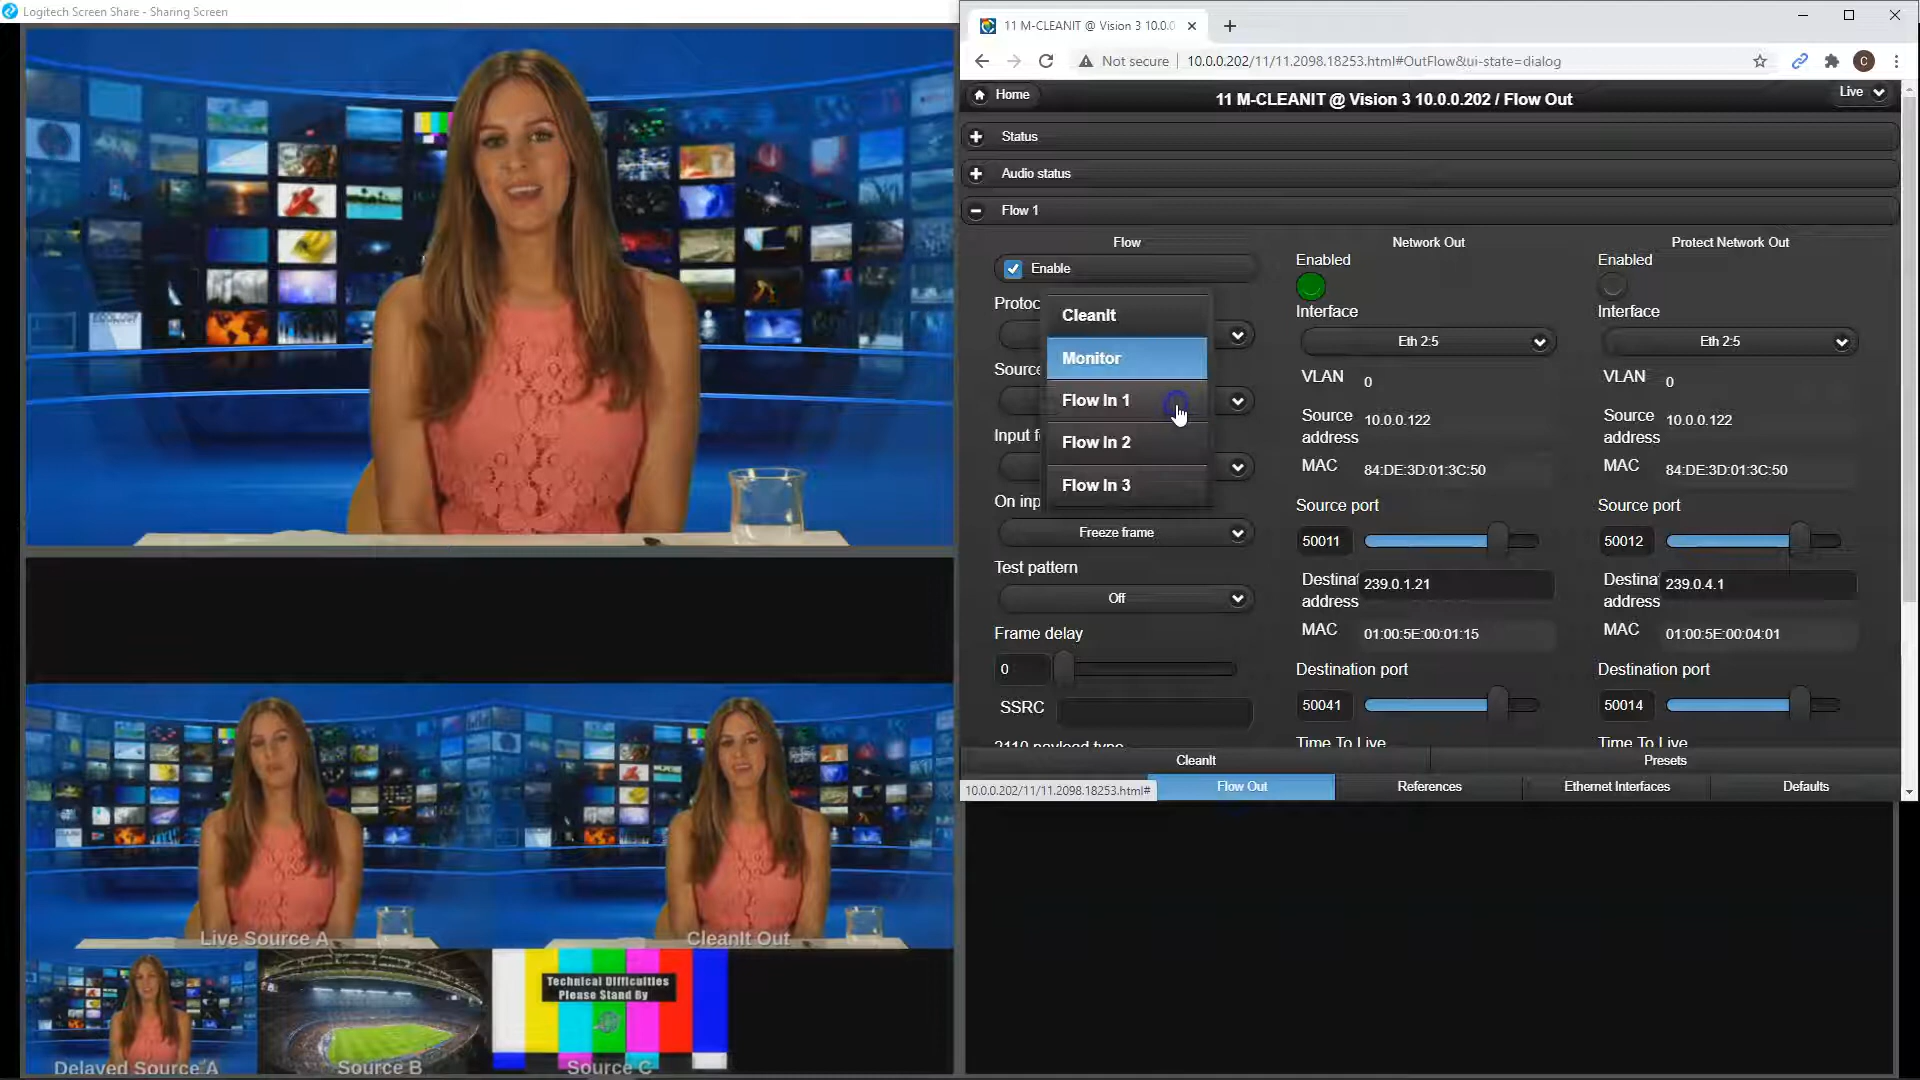 Logitech Screen Share - Sharing Screen
11 M-CLEANIT @ Vision 3 10.0.0
Not secure
10.0.0.202/11/11.2098.18253.html#OutFlow&ui-state=dialog
C
Home
11 M-CLEANIT @ Vision 3 10.0.0.202 / Flow Out
Live
Status
Audio status
Flow 1
Flow
Network Out
Protect Network Out
Enable
Enabled
Enabled
Protoc
CleanIt
Monitor
Flow In 1
Flow In 2
Flow In 3
Source
Input f
On inp
Freeze frame
Test pattern
Off
Frame delay
0
SSRC
2110 payload type
Interface
Eth 2:5
VLAN 0
Source address 10.0.0.122
MAC 84:DE:3D:01:3C:50
Source port
50011
Destina address 239.0.1.21
MAC 01:00:5E:00:01:15
Destination port
50041
Time To Live
Interface
Eth 2:5
VLAN 0
Source address 10.0.0.122
MAC 84:DE:3D:01:3C:50
Source port
50012
Destina address 239.0.4.1
MAC 01:00:5E:00:04:01
Destination port
50014
Time To Live
CleanIt
Presets
10.0.0.202/11/11.2098.18253.html#
Flow Out
References
Ethernet Interfaces
Defaults
Live Source A
CleanIt Out
Technical Difficulties
Please Stand By
Delayed Source A
Source B
Source C